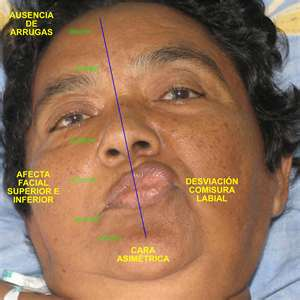 AUSENCIA
DE
ARRUGAS
AFECTA
FACIAL
SUPERIOR E
INFERIOR
DESVIACIÓN
COMISURA
LABIAL
CARA
ASIMÉTRICA